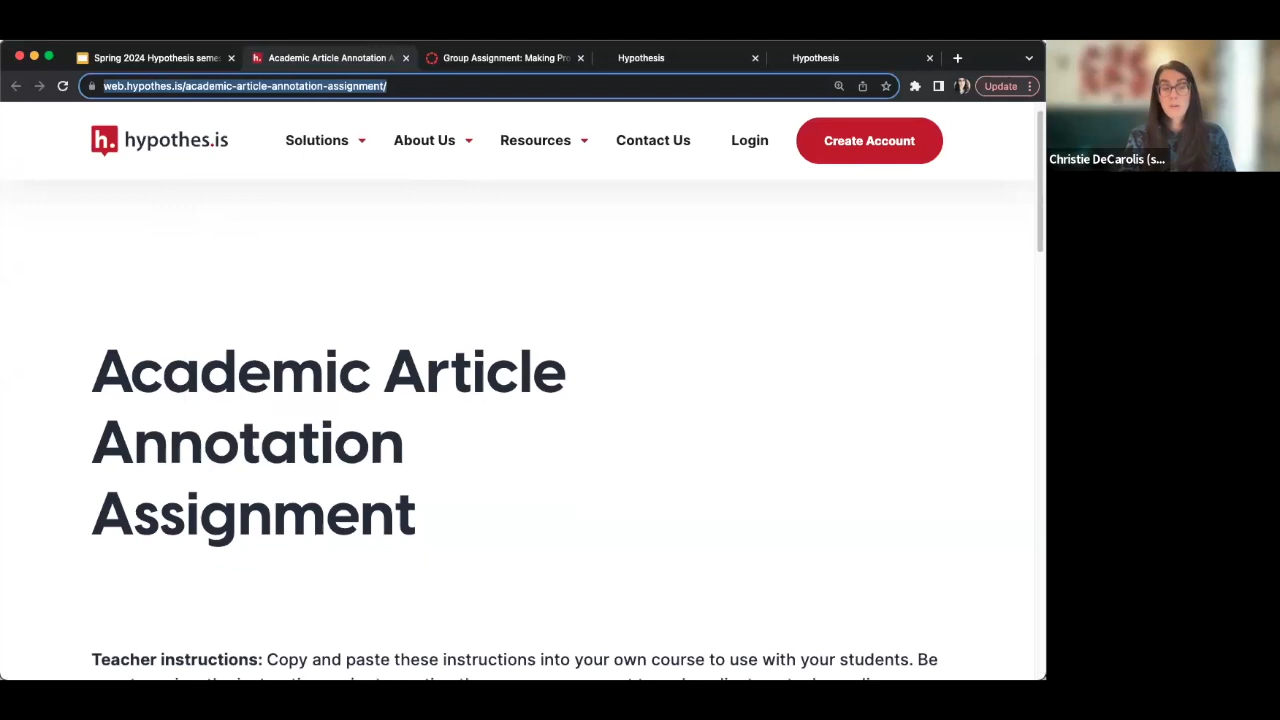 Spring 2024 Hypothesis seme
Academic Article Annotation A
Group Assignment: Making Pro
Hypothesis
Hypothesis
web.hypothes.is/academic-article-annotation-assignment/
Update
h. hypothes.is
Solutions
About Us
Resources
Contact Us
Login
Create Account
Christie DeCarolis (s...
Academic Article
Annotation
Assignment
Teacher instructions: Copy and paste these instructions into your own course to use with your students. Be